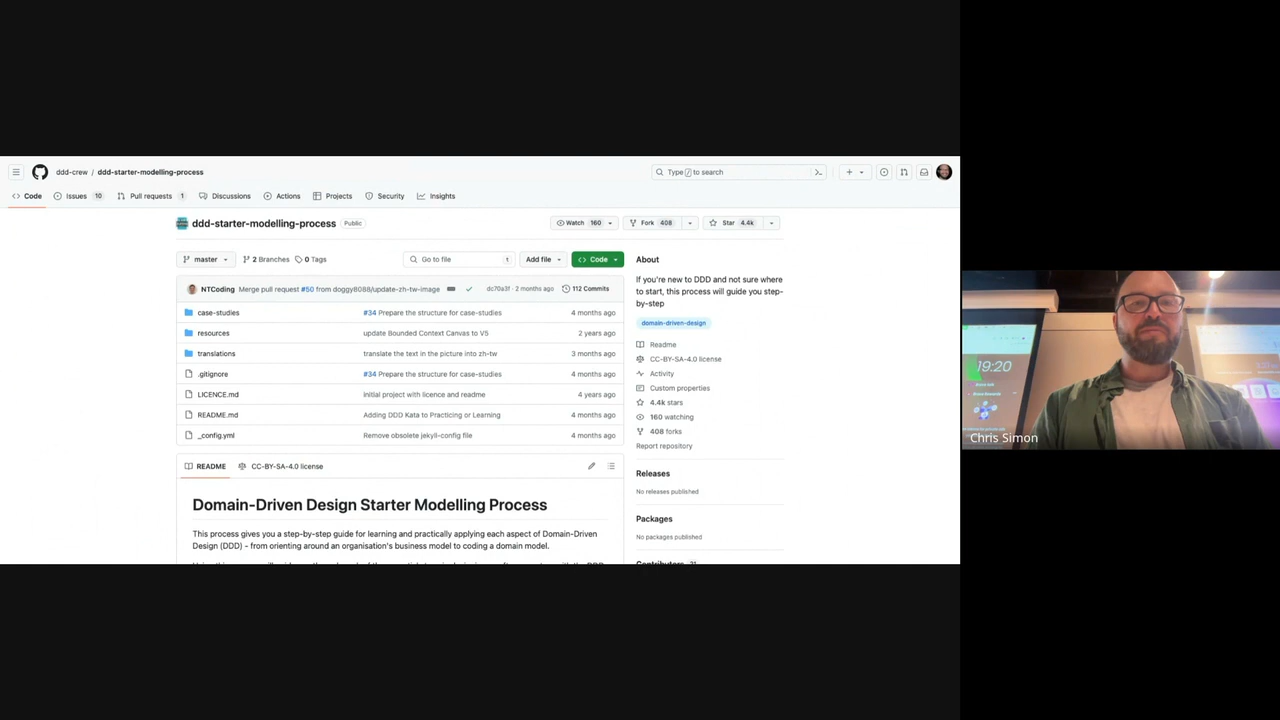 ddd-crew / ddd-starter-modelling-process
Type / to search
Code
Issues 10
Pull requests 1
Discussions
Actions
Projects
Security
Insights
ddd-starter-modelling-process Public
Watch 160
Fork 408
Star 4.4k
master
2 Branches
0 Tags
Go to file t
Add file
Code
NTCoding Merge pull request #50 from doggy8088/update-zh-tw-image
dc70a3f · 2 months ago
112 Commits
case-studies #34 Prepare the structure for case-studies 4 months ago
resources update Bounded Context Canvas to V5 2 years ago
translations translate the text in the picture into zh-tw 3 months ago
.gitignore #34 Prepare the structure for case-studies 4 months ago
LICENCE.md Initial project with licence and readme 4 years ago
README.md Adding DDD Kata to Practicing or Learning 4 months ago
_config.yml Remove obsolete jekyll-config file 4 months ago
README
CC-BY-SA-4.0 license
Domain-Driven Design Starter Modelling Process
This process gives you a step-by-step guide for learning and practically applying each aspect of Domain-Driven
Design (DDD) - from orienting around an organisation's business model to coding a domain model.
About
If you're new to DDD and not sure where
to start, this process will guide you step-
by-step
domain-driven-design
Readme
CC-BY-SA-4.0 license
Activity
Custom properties
4.4k stars
160 watching
408 forks
Report repository
Releases
No releases published
Packages
No packages published
Contributors 21
19:20
Chris Simon